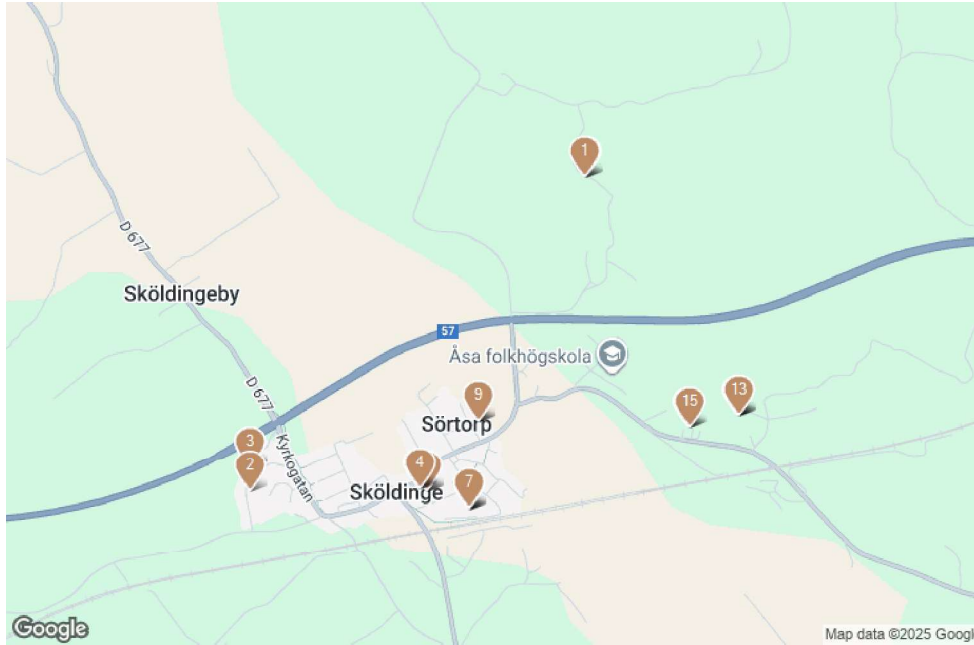 1
D 677
Sköldingeby
57
Åsa folkhögskola
D 677
9
13
15
Sörtorp
3
Kyrkogatan
2
4
7
Sköldinge
Google
Map data ©2025 Googl